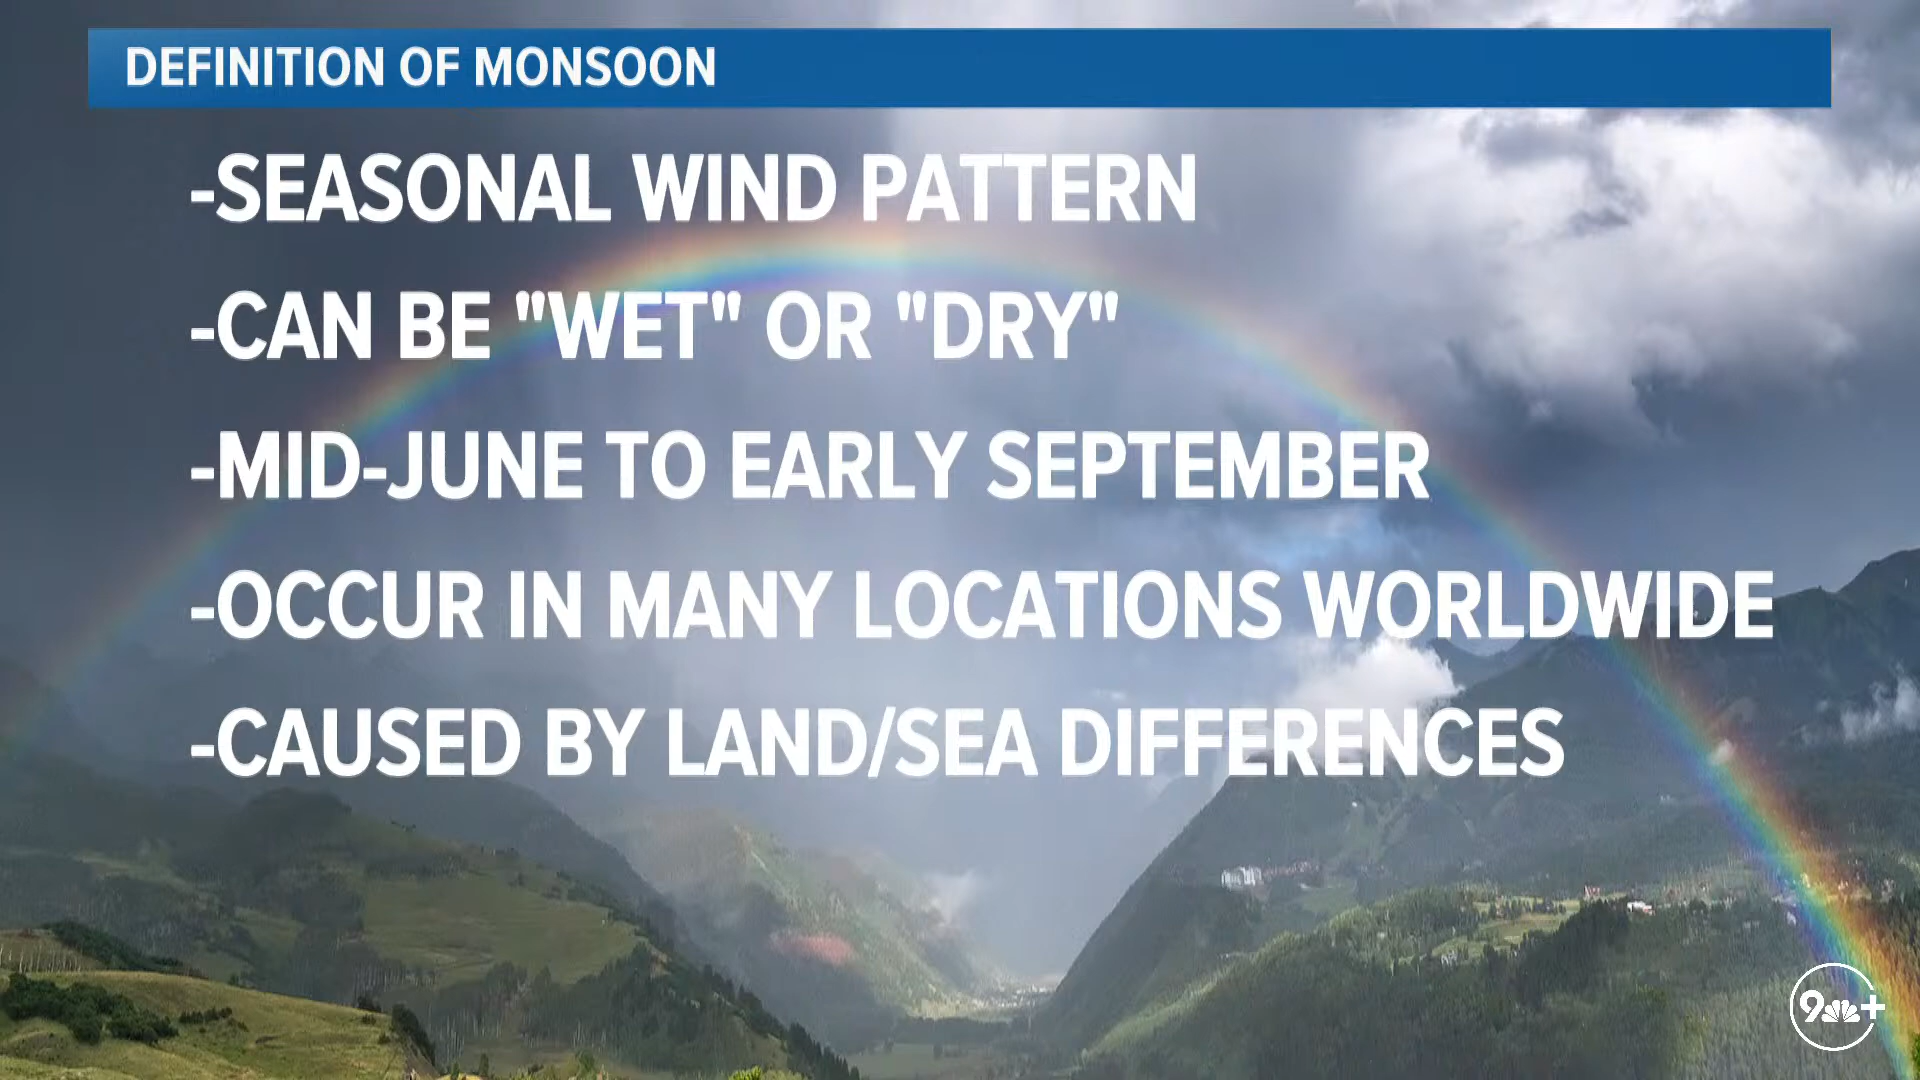 DEFINITION OF MONSOON
-SEASONAL WIND PATTERN
-CAN BE "WET" OR "DRY"
-MID-JUNE TO EARLY SEPTEMBER
-OCCUR IN MANY LOCATIONS WORLDWIDE
-CAUSED BY LAND/SEA DIFFERENCES
9+